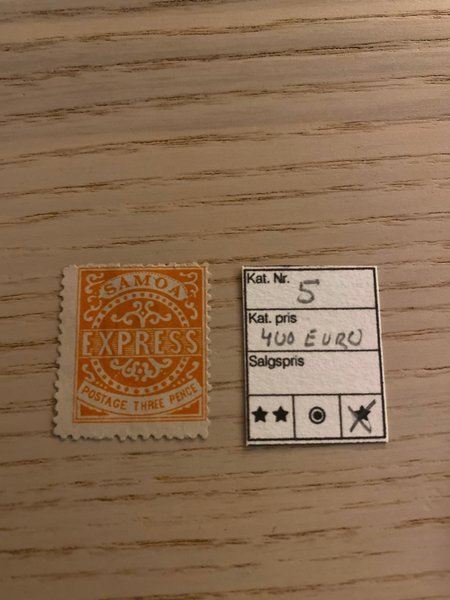 SAMOA
EXPRESS
POSTAGE THREE PENCE
Kat. Nr.
5
Kat. pris
400 EURO
Salgspris